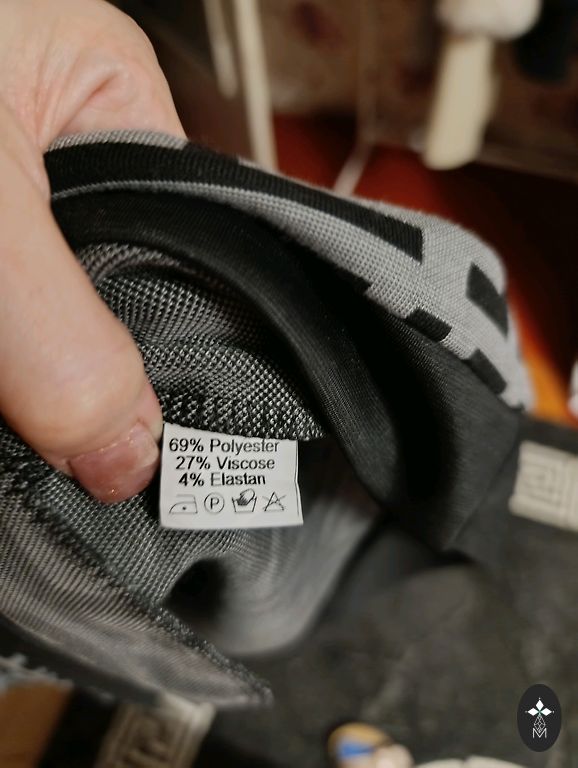 69% Polyester
27% Viscose
4% Elastan
P
M